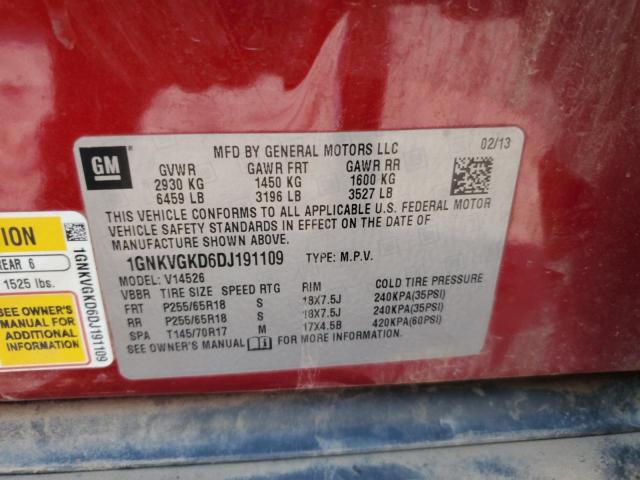 GM
MFD BY GENERAL MOTORS LLC
02/13
GVWR GAWR FRT GAWR RR
2930 KG 1450 KG 1600 KG
6459 LB 3196 LB 3527 LB
THIS VEHICLE CONFORMS TO ALL APPLICABLE U.S. FEDERAL MOTOR
VEHICLE SAFETY STANDARDS IN EFFECT ON THE DATE OF
MANUFACTURE SHOWN ABOVE.
1GNKVGKD6DJ191109 TYPE: M.P.V.
MODEL: V14526
VBBR TIRE SIZE SPEED RTG RIM COLD TIRE PRESSURE
FRT P255/65R18 S 18X7.5J 240KPA(35PSI)
RR P255/65R18 S 18X7.5J 240KPA(35PSI)
SPA T145/70R17 M 17X4.5B 420KPA(60PSI)
SEE OWNER'S MANUAL FOR MORE INFORMATION.
TION
REAR 6
1525 lbs.
SEE OWNER'S
MANUAL FOR
ADDITIONAL
INFORMATION
1GNKVGKD6DJ191109